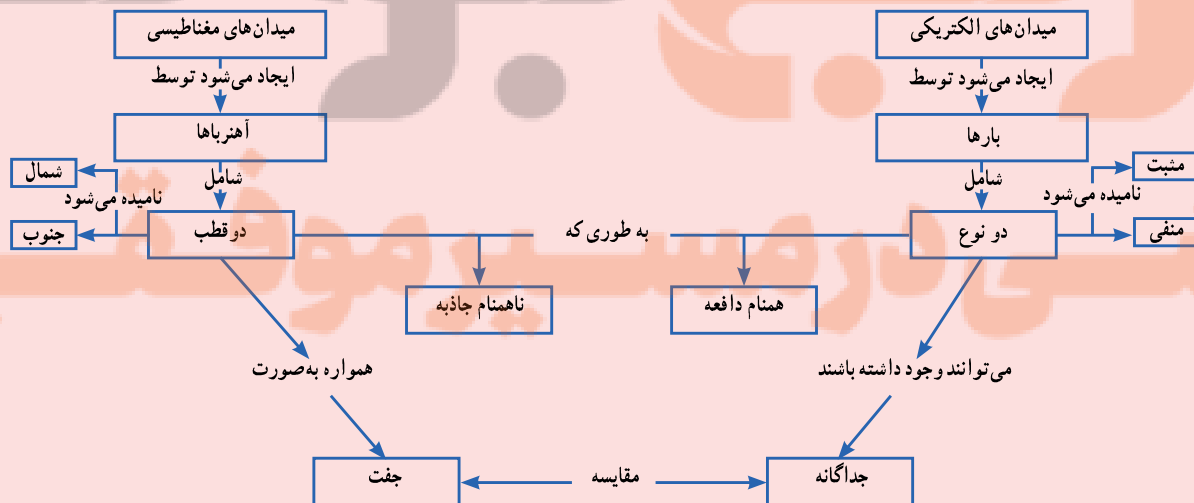 میدان‌های الکتریکی
ایجاد می‌شود توسط
بارها
شامل
دو نوع
نامیده می‌شود
مثبت
منفی
میدان‌های مغناطیسی
ایجاد می‌شود توسط
آهنرباها
شامل
دوقطب
نامیده می‌شود
شمال
جنوب
به طوری که
همنام دافعه
ناهمنام جاذبه
می‌توانند وجود داشته باشند
همواره به‌صورت
جداگانه
مقایسه
جفت
درمسیرموفقـ